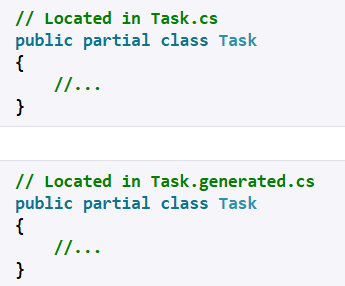 // Located in Task.cs
public partial class Task
{
    //...
}
// Located in Task.generated.cs
public partial class Task
{
    //...
}